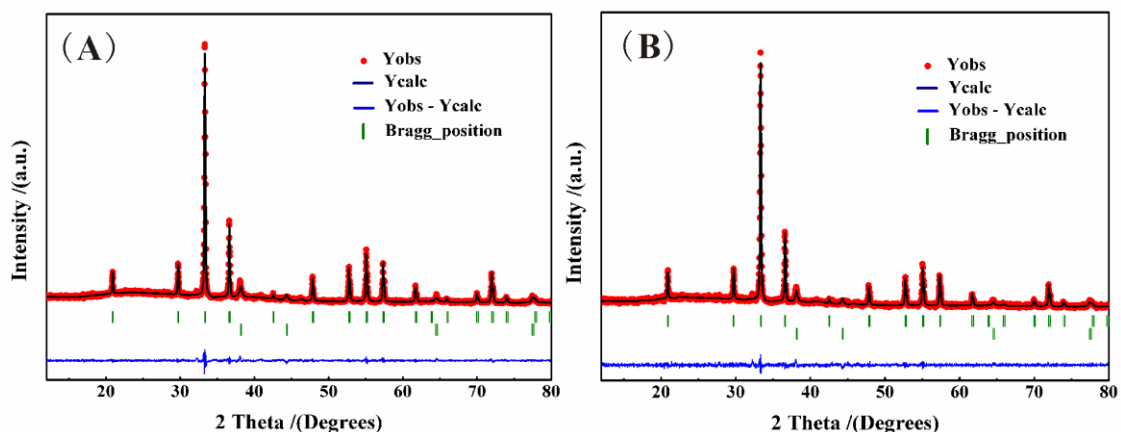 (A)
Yobs
Ycalc
Yobs - Ycalc
Bragg_position
Intensity /(a.u.)
10 20 30 40 50 60 70 80
2 Theta /(Degrees)
(B)
Yobs
Ycalc
Yobs - Ycalc
Bragg_position
Intensity /(a.u.)
20 30 40 50 60 70 80
2 Theta /(Degrees)